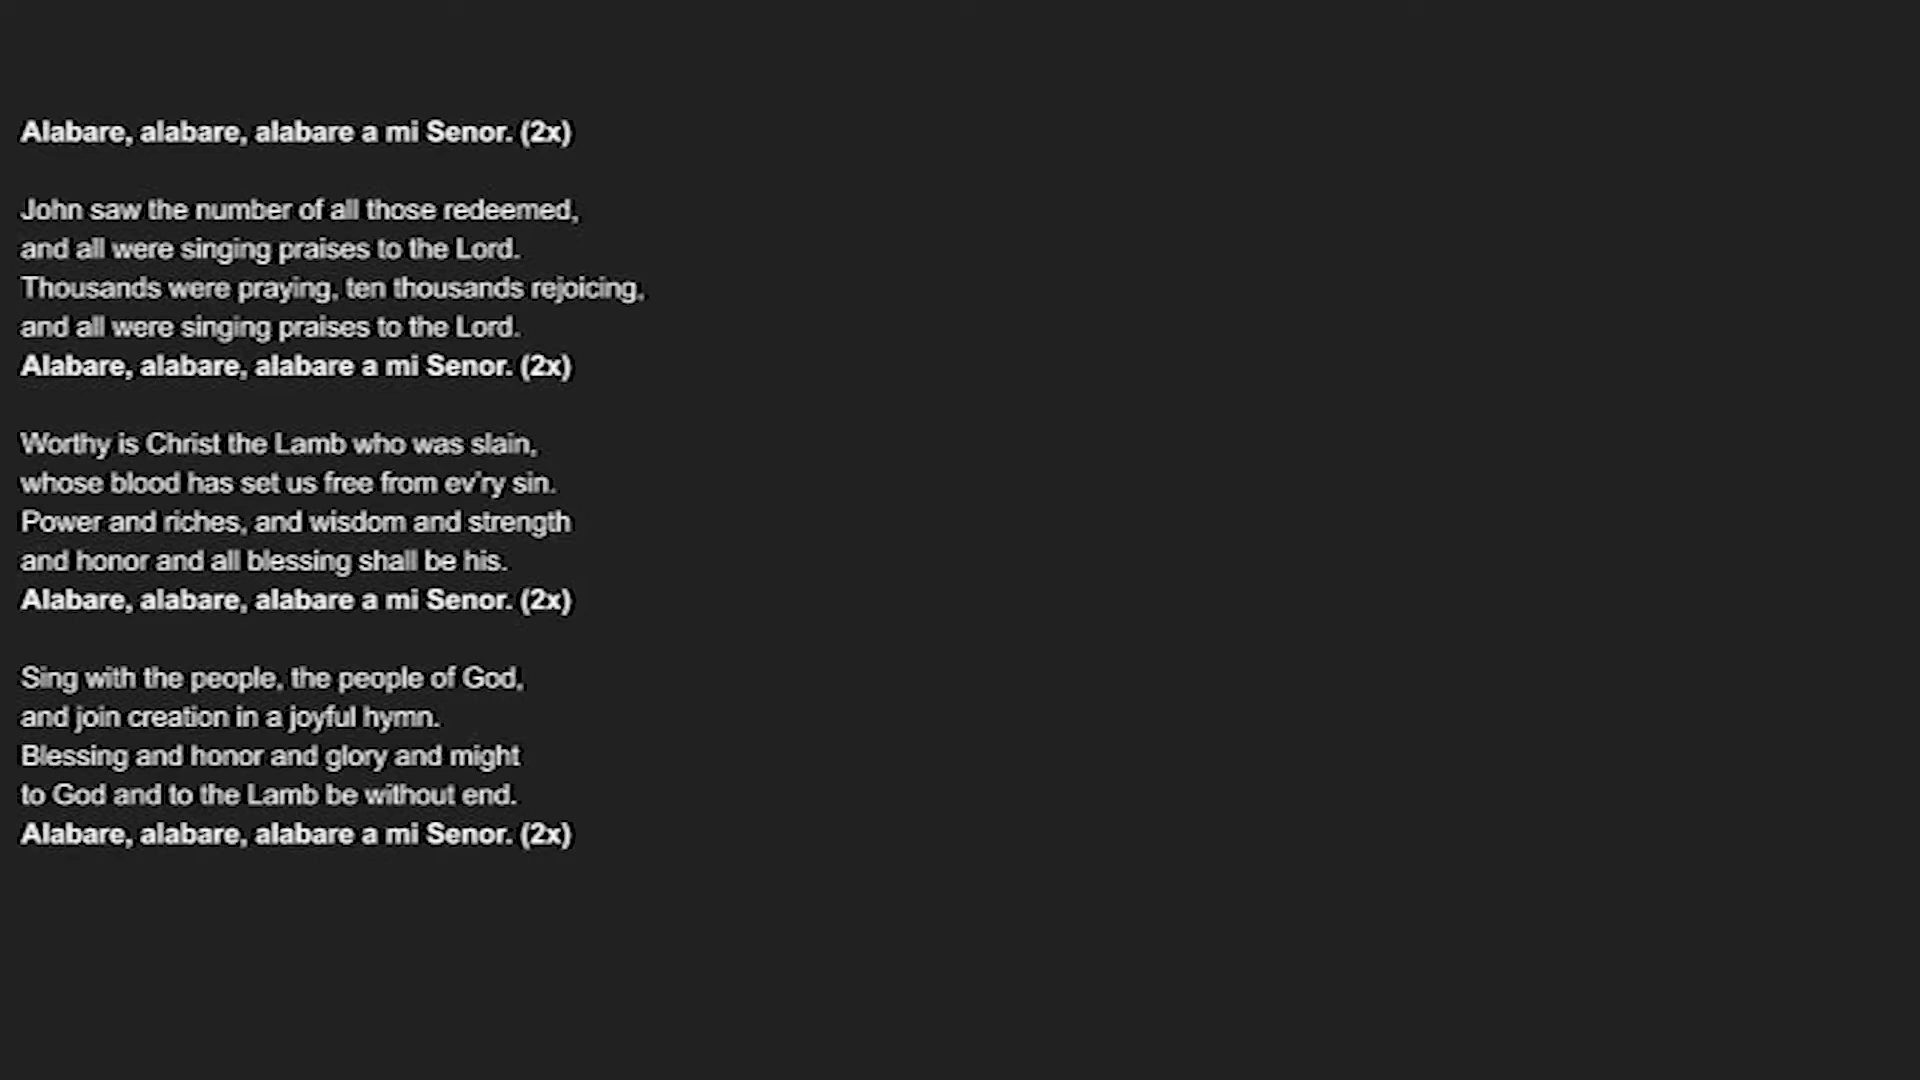 Alabare, alabare, alabare a mi Senor. (2x)
John saw the number of all those redeemed,
and all were singing praises to the Lord.
Thousands were praying, ten thousands rejoicing,
and all were singing praises to the Lord.
Alabare, alabare, alabare a mi Senor. (2x)
Worthy is Christ the Lamb who was slain,
whose blood has set us free from ev'ry sin.
Power and riches, and wisdom and strength
and honor and all blessing shall be his.
Alabare, alabare, alabare a mi Senor. (2x)
Sing with the people, the people of God,
and join creation in a joyful hymn.
Blessing and honor and glory and might
to God and to the Lamb be without end.
Alabare, alabare, alabare a mi Senor. (2x)